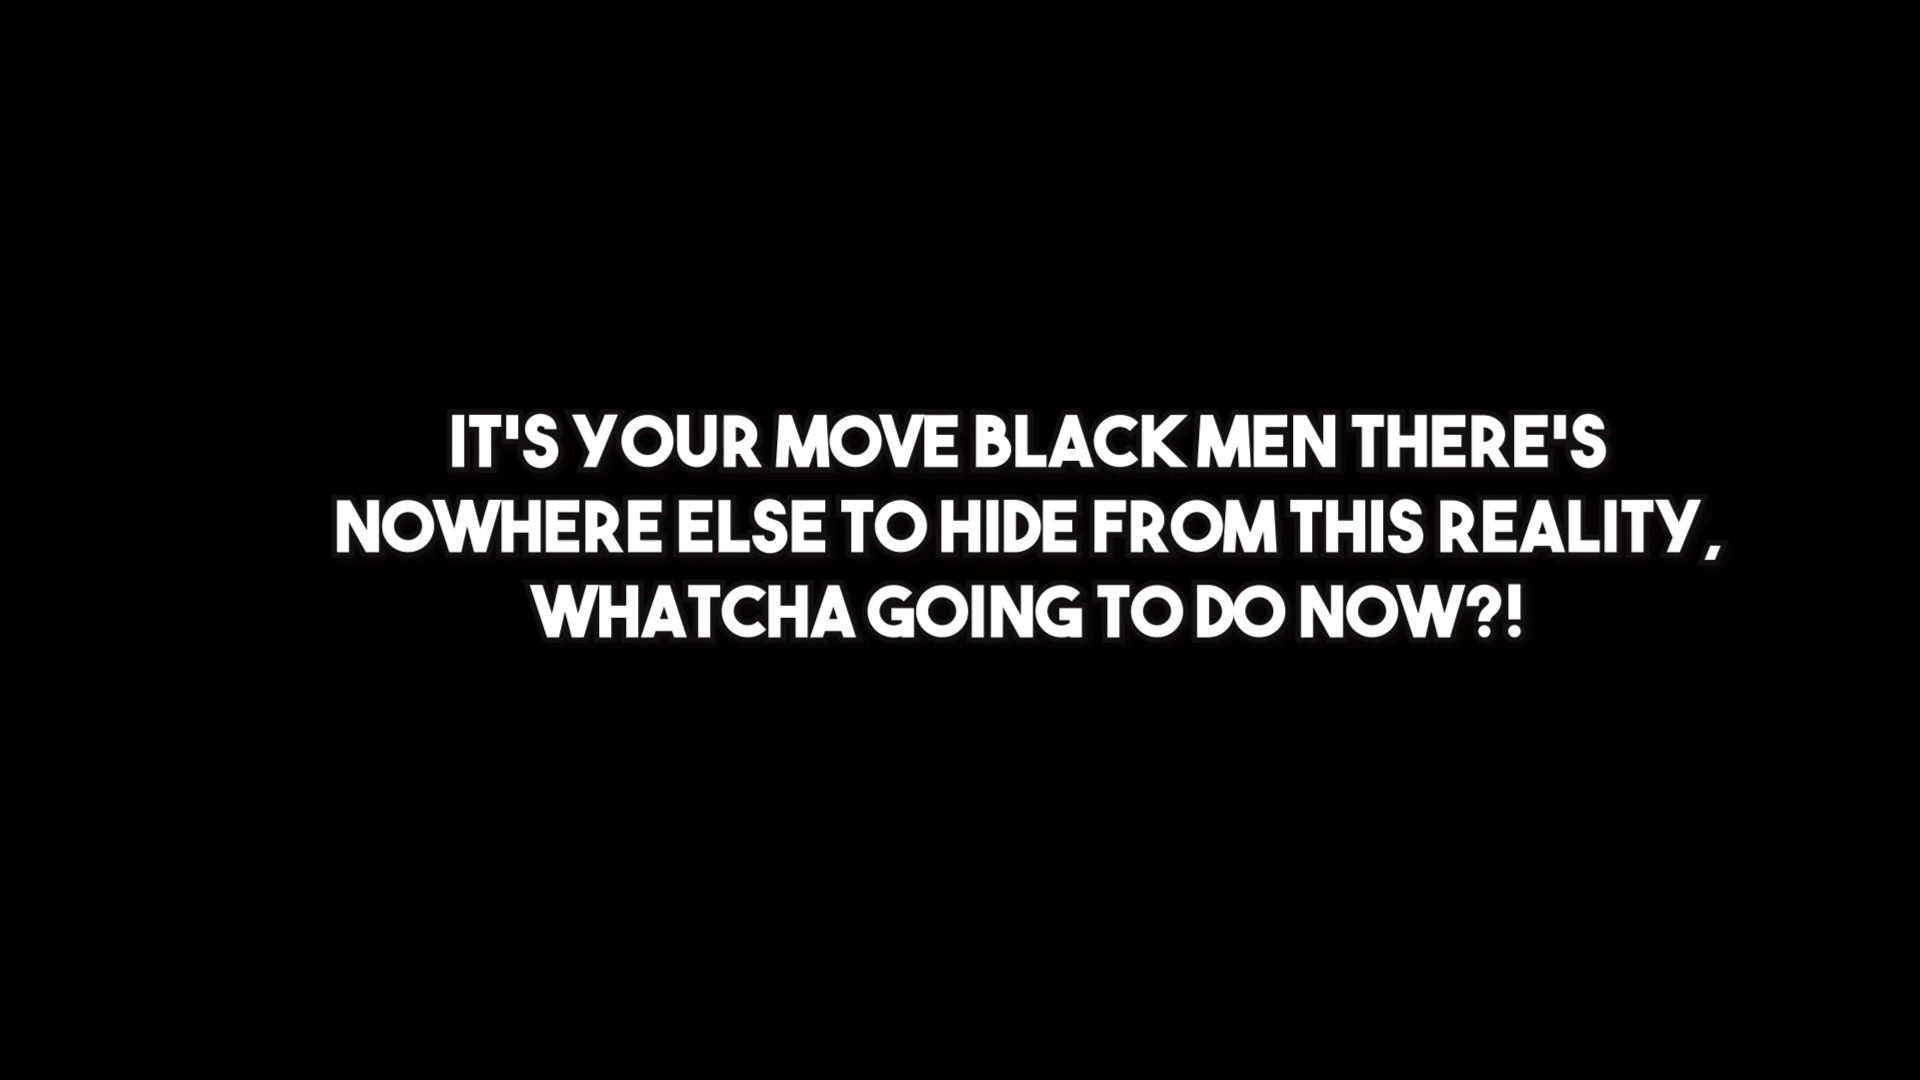 IT'S YOUR MOVE BLACK MEN THERE'S
NOWHERE ELSE TO HIDE FROM THIS REALITY,
WHATCHA GOING TO DO NOW?!